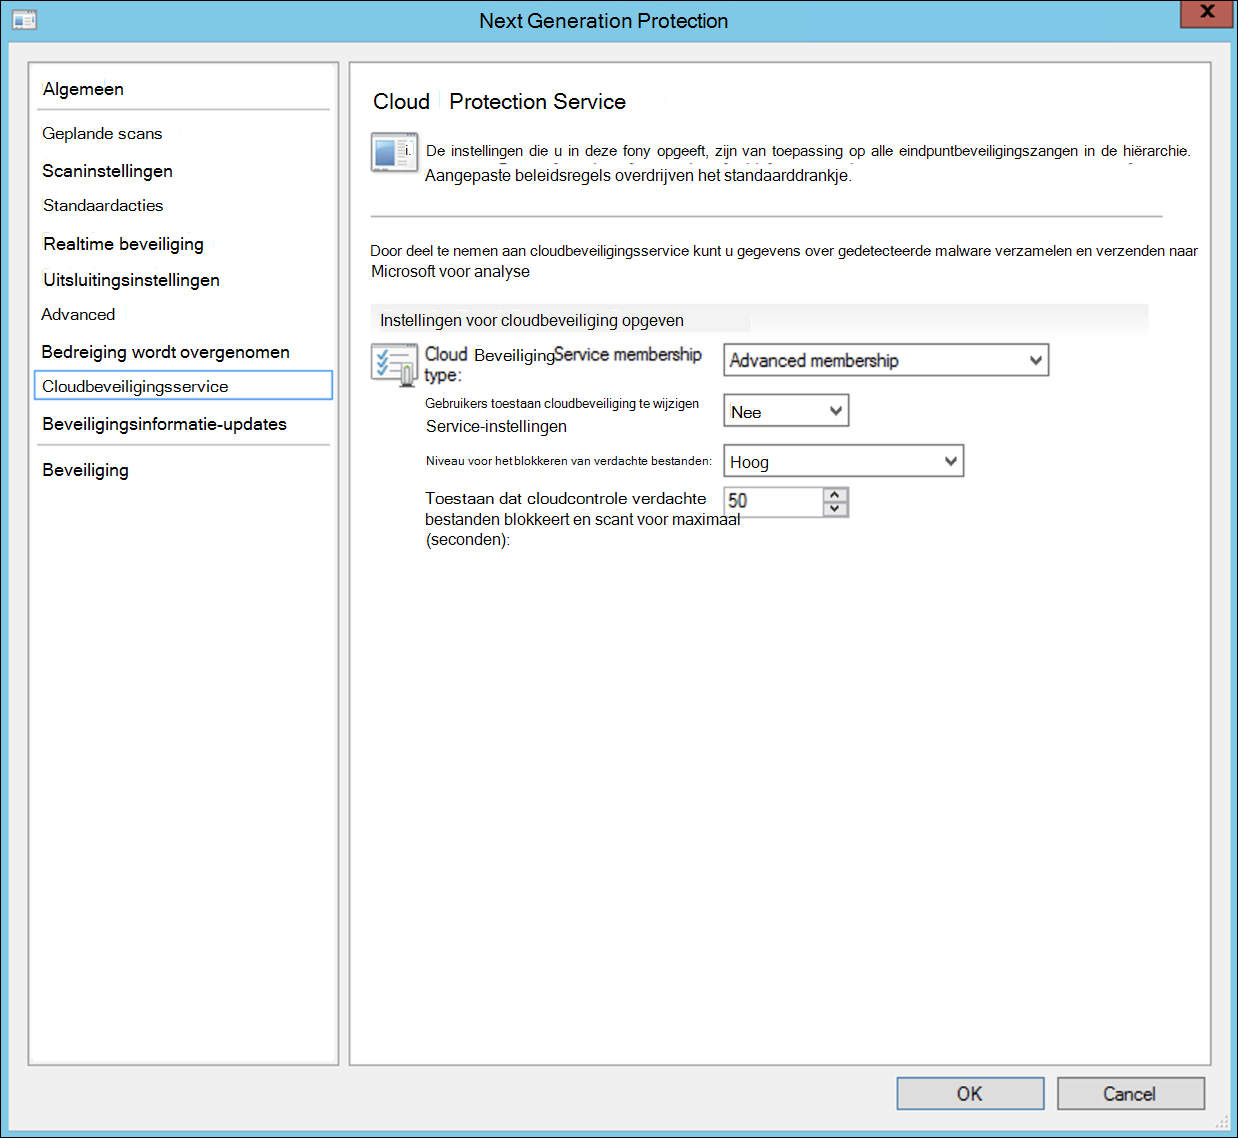 Next Generation Protection
X
Algemeen
Geplande scans
Scaninstellingen
Standaardacties
Realtime beveiliging
Uitsluitingsinstellingen
Advanced
Bedreiging wordt overgenomen
Cloudbeveiligingsservice
Beveiligingsinformatie-updates
Beveiliging
Cloud Protection Service
De instellingen die u in deze fony opgeeft, zijn van toepassing op alle eindpuntbeveiligingszangen in de hiërarchie.
Aangepaste beleidsregels overdrijven het standaarddrankje.
Door deel te nemen aan cloudbeveiligingsservice kunt u gegevens over gedetecteerde malware verzamelen en verzenden naar
Microsoft voor analyse
Instellingen voor cloudbeveiliging opgeven
Cloud Beveiliging Service membership
type:
Advanced membership
Gebruikers toestaan cloudbeveiliging te wijzigen
Service-instellingen
Nee
Niveau voor het blokkeren van verdachte bestanden:
Hoog
Toestaan dat cloudcontrole verdachte
bestanden blokkeert en scant voor maximaal
(seconden):
50
OK
Cancel